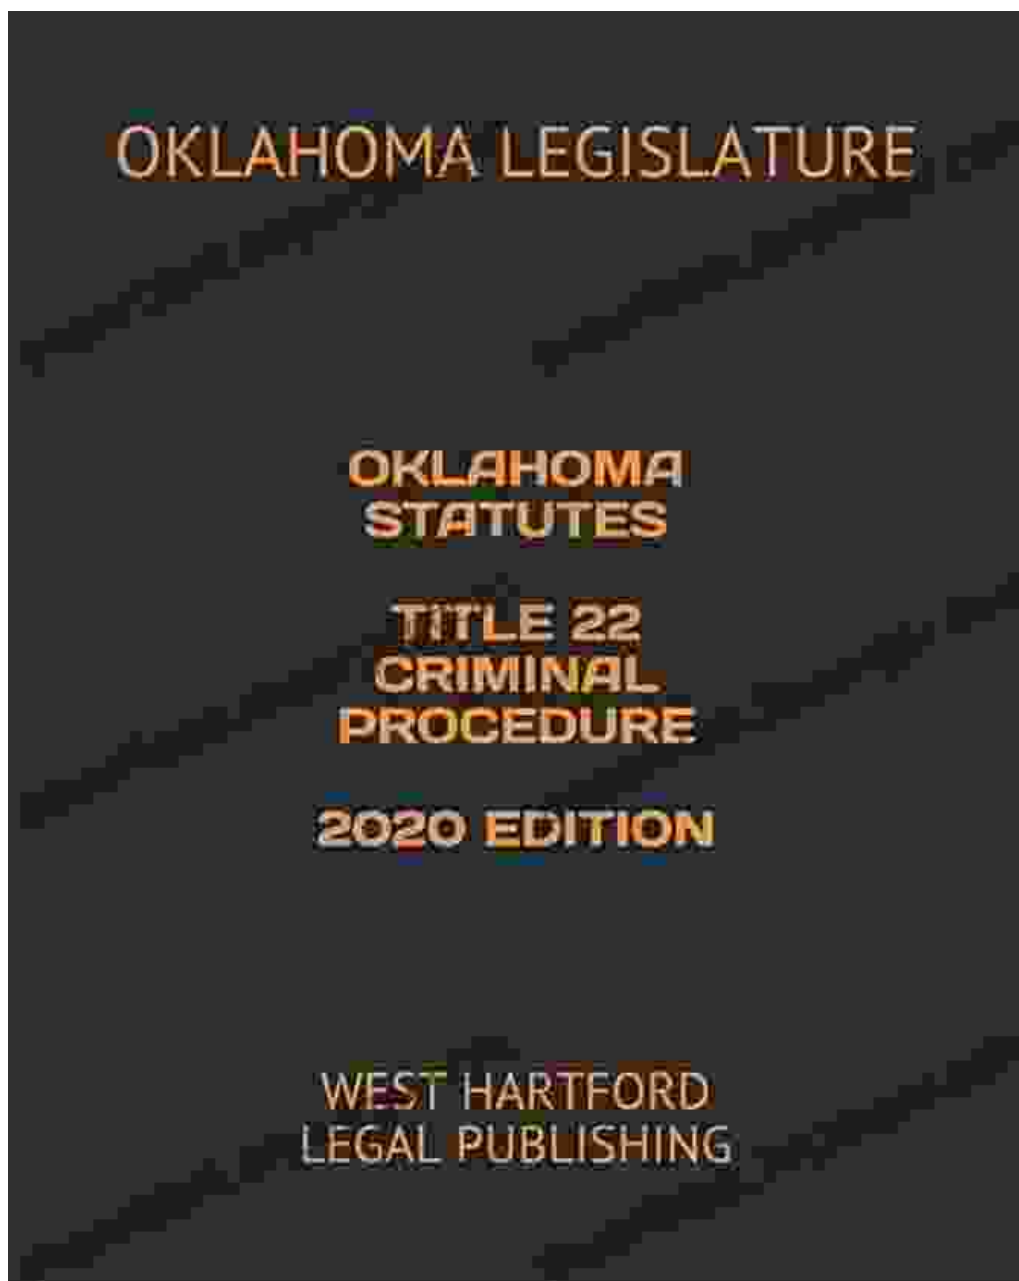 OKLAHOMA LEGISLATURE
OKLAHOMA
STATUTES
TITLE 22
CRIMINAL
PROCEDURE
2020 EDITION
WEST HARTFORD
LEGAL PUBLISHING